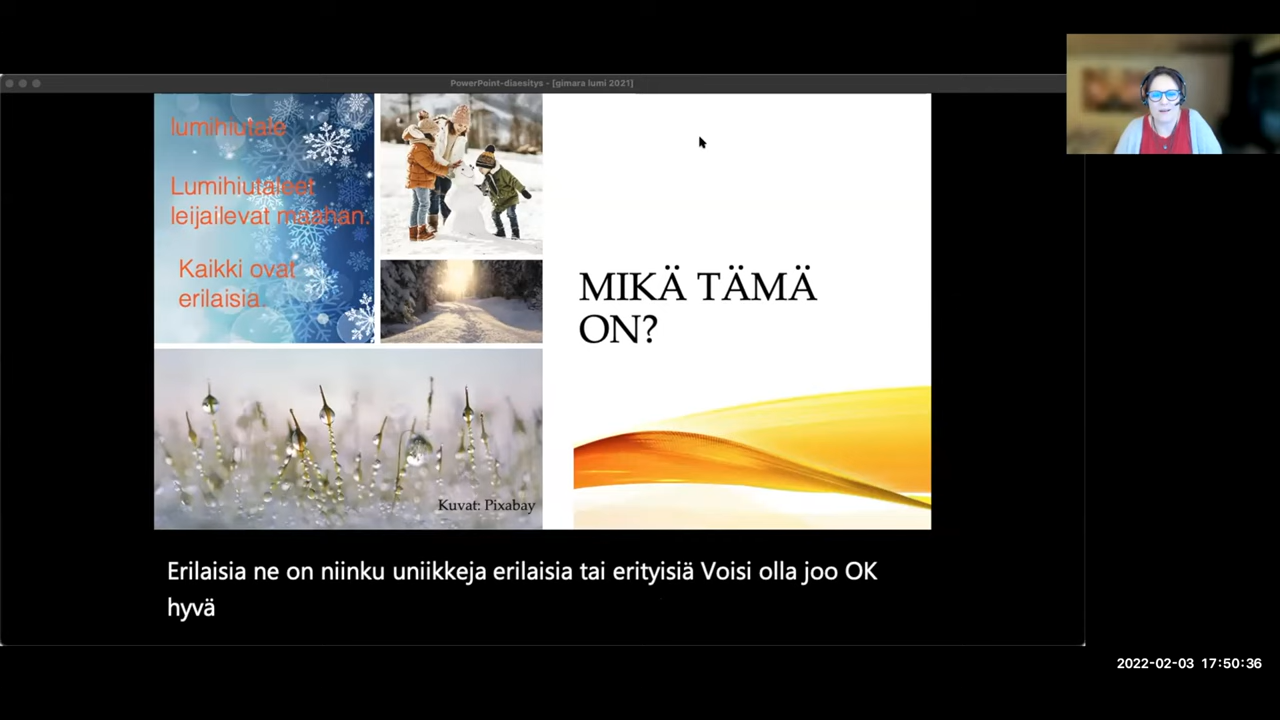 PowerPoint-diaesitys - [gimara lumi 2021]
lumihiutale
Lumihiutaleet
leijailevat maahan.
Kaikki ovat
erilaisia.
MIKÄ TÄMÄ
ON?
Kuvat: Pixabay
Erilaisia ne on niinku uniikkeja erilaisia tai erityisiä Voisi olla joo OK
hyvä
2022-02-03 17:50:36